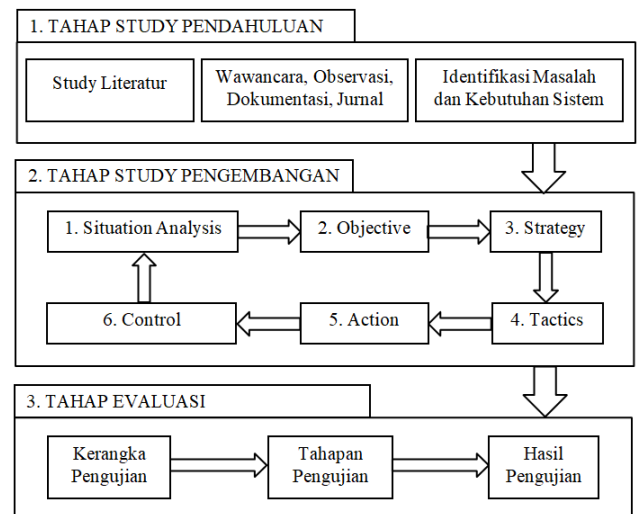 1. TAHAP STUDY PENDAHULUAN
Study Literatur
Wawancara, Observasi,
Dokumentasi, Jurnal
Identifikasi Masalah
dan Kebutuhan Sistem
2. TAHAP STUDY PENGEMBANGAN
1. Situation Analysis
2. Objective
3. Strategy
4. Tactics
5. Action
6. Control
3. TAHAP EVALUASI
Kerangka
Pengujian
Tahapan
Pengujian
Hasil
Pengujian